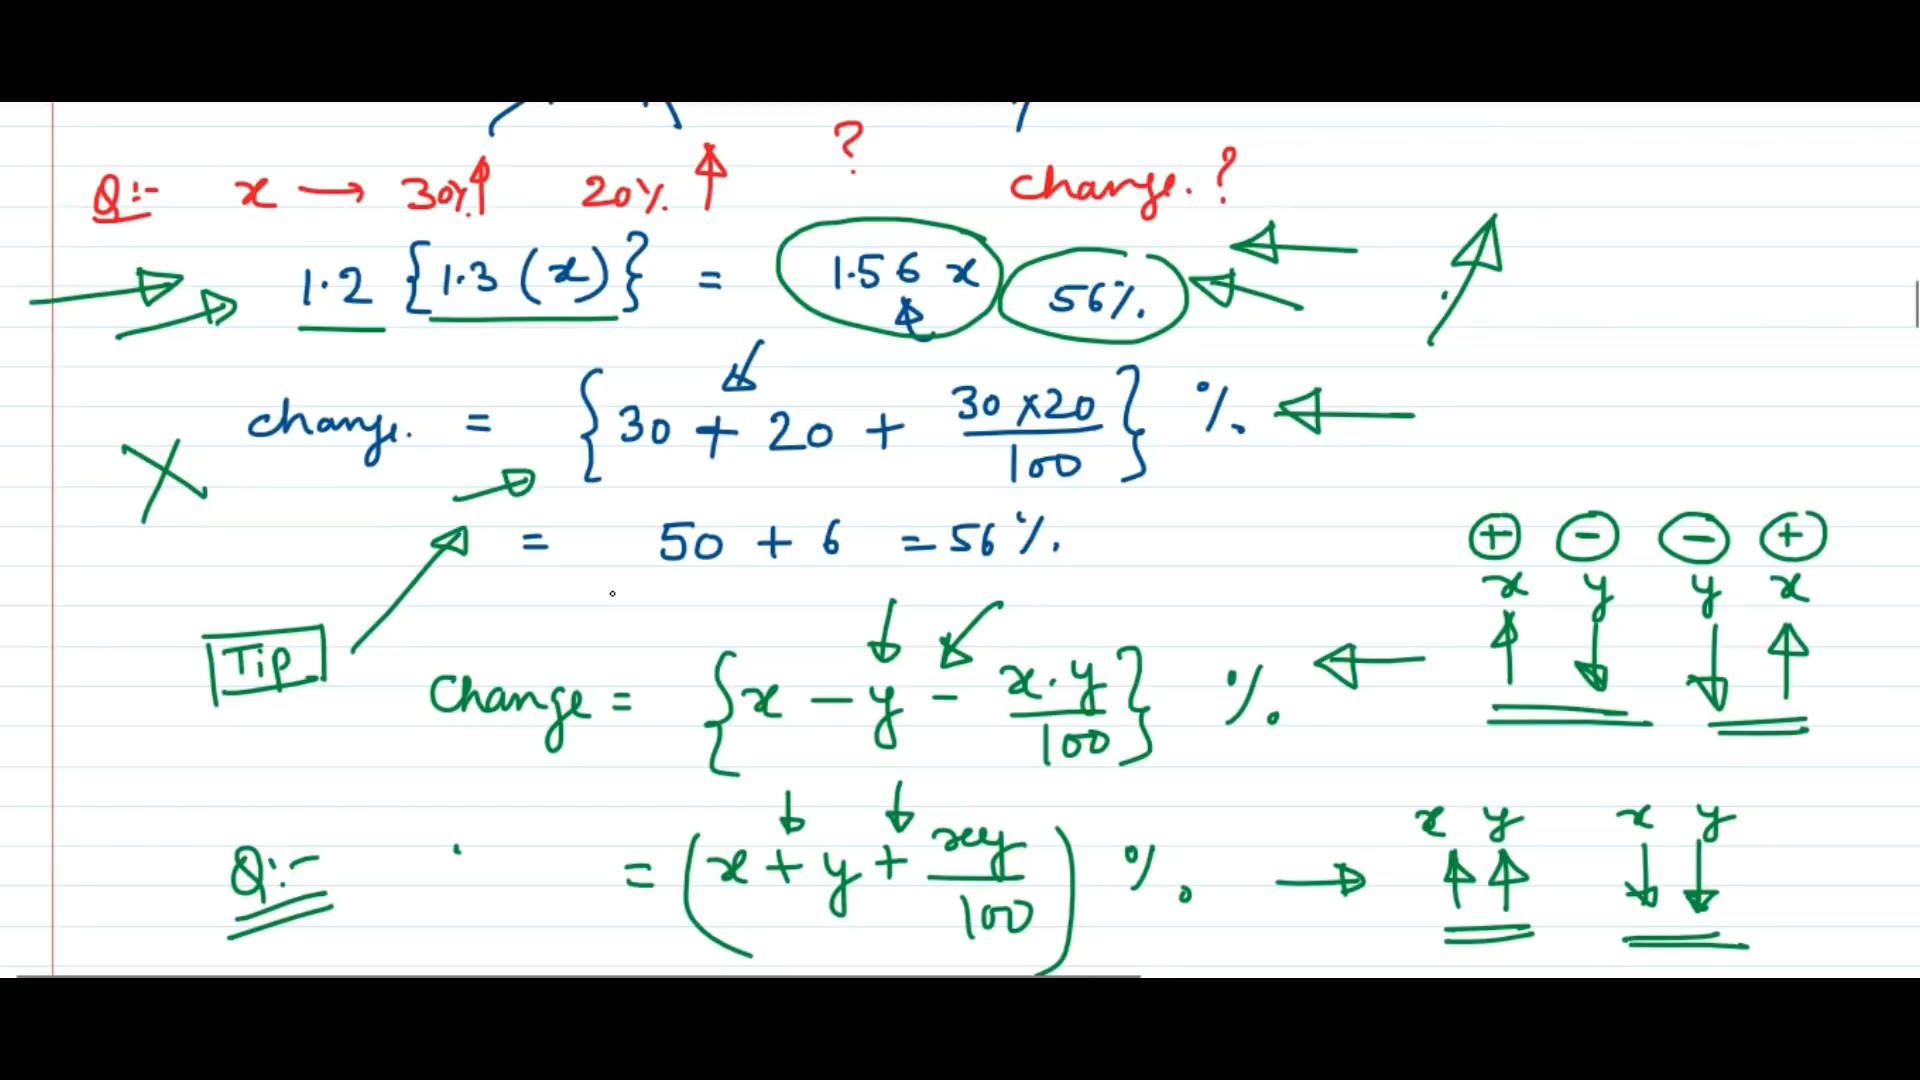 Q:- x → 30%↑ 20%.↑ ? change.?
1.2 {1.3 (x)} = 1.56 x 56%.
change. = {30 + 20 + 30×20/100} %.
= 50 + 6 = 56%.
+ - - +
x y y x
↑ ↓ ↓ ↑
Tip
Change = {x - y - x.y/100} %.
x y x y
Q:- = (x + y + xy/100) %. → ↑ ↑ ↓ ↓